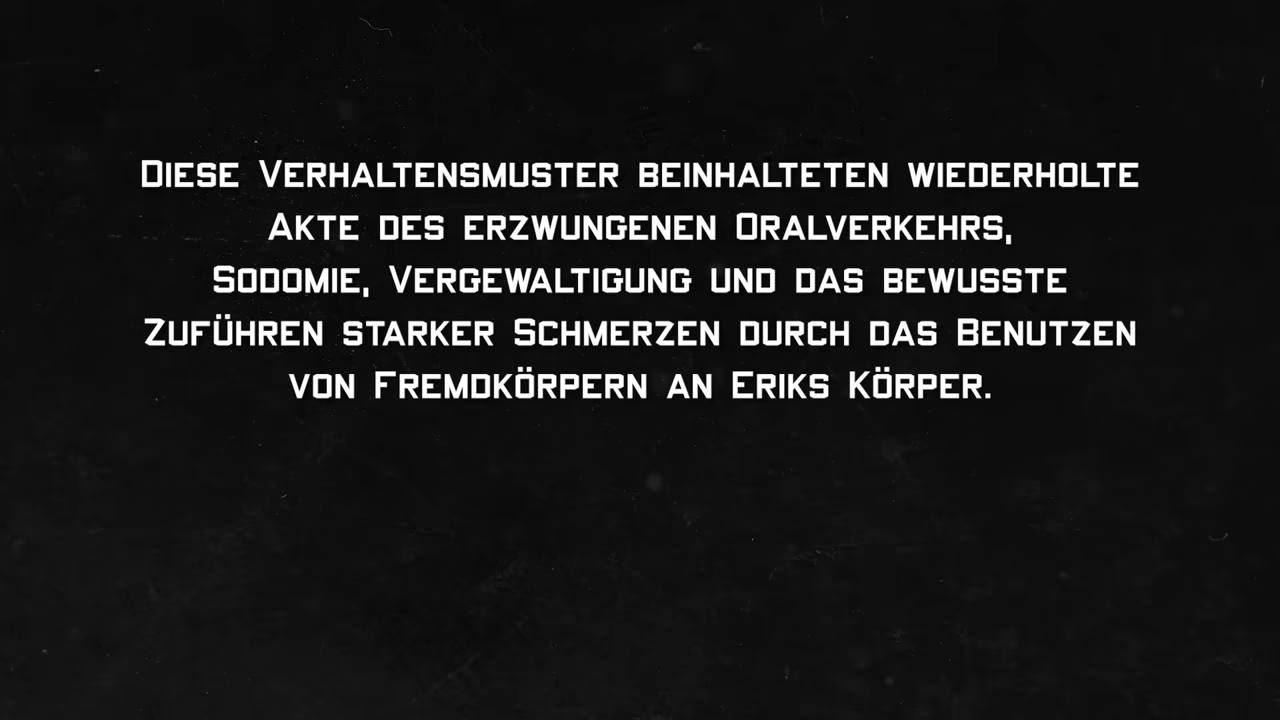 Diese Verhaltensmuster beinhalteten wiederholte
Akte des erzwungenen Oralverkehrs,
Sodomie, Vergewaltigung und das bewusste
Zuführen starker Schmerzen durch das Benutzen
von Fremdkörpern an Eriks Körper.